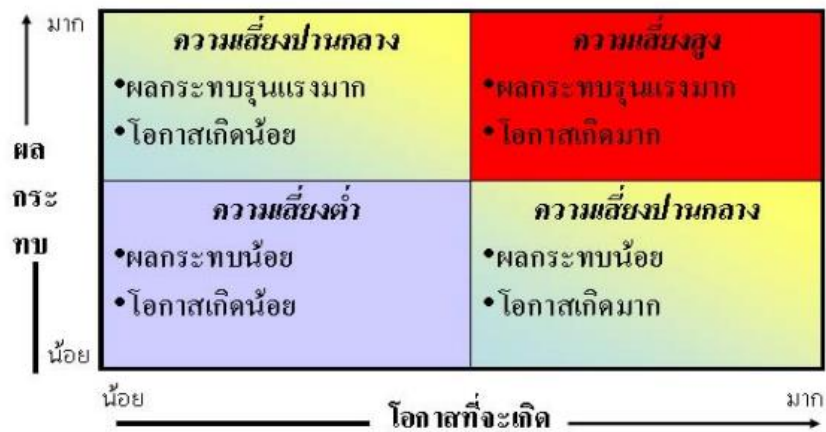 มาก
ความเสี่ยงปานกลาง
•ผลกระทบรุนแรงมาก
•โอกาสเกิดน้อย
ความเสี่ยงสูง
•ผลกระทบรุนแรงมาก
•โอกาสเกิดมาก
ผล
กระ
ทบ
ความเสี่ยงต่ำ
•ผลกระทบน้อย
•โอกาสเกิดน้อย
ความเสี่ยงปานกลาง
•ผลกระทบน้อย
•โอกาสเกิดมาก
น้อย
น้อย
โอกาสที่จะเกิด
มาก